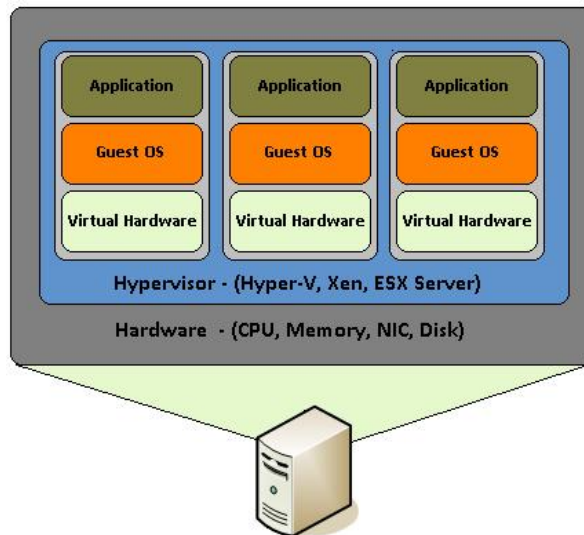 Application Application Application
Guest OS Guest OS Guest OS
Virtual Hardware Virtual Hardware Virtual Hardware
Hypervisor - (Hyper-V, Xen, ESX Server)
Hardware - (CPU, Memory, NIC, Disk)